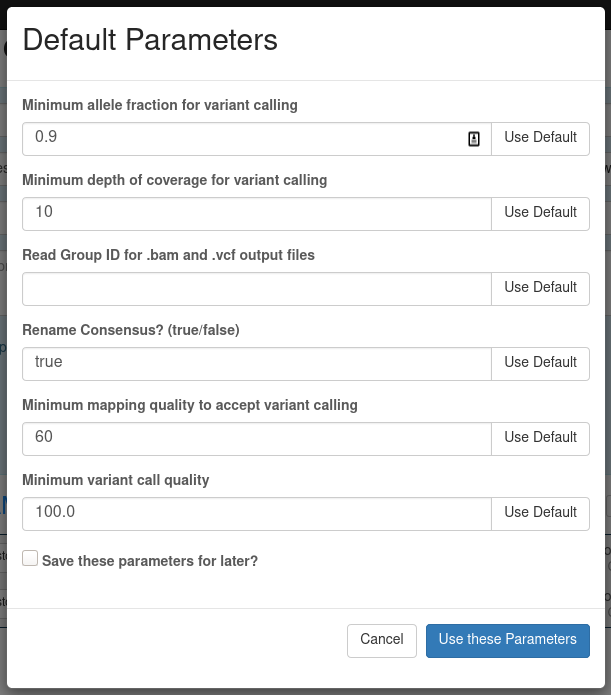 Default Parameters
Minimum allele fraction for variant calling
0.9 Use Default
Minimum depth of coverage for variant calling
10 Use Default
Read Group ID for .bam and .vcf output files
Use Default
Rename Consensus? (true/false)
true Use Default
Minimum mapping quality to accept variant calling
60 Use Default
Minimum variant call quality
100.0 Use Default
Save these parameters for later?
Cancel Use these Parameters